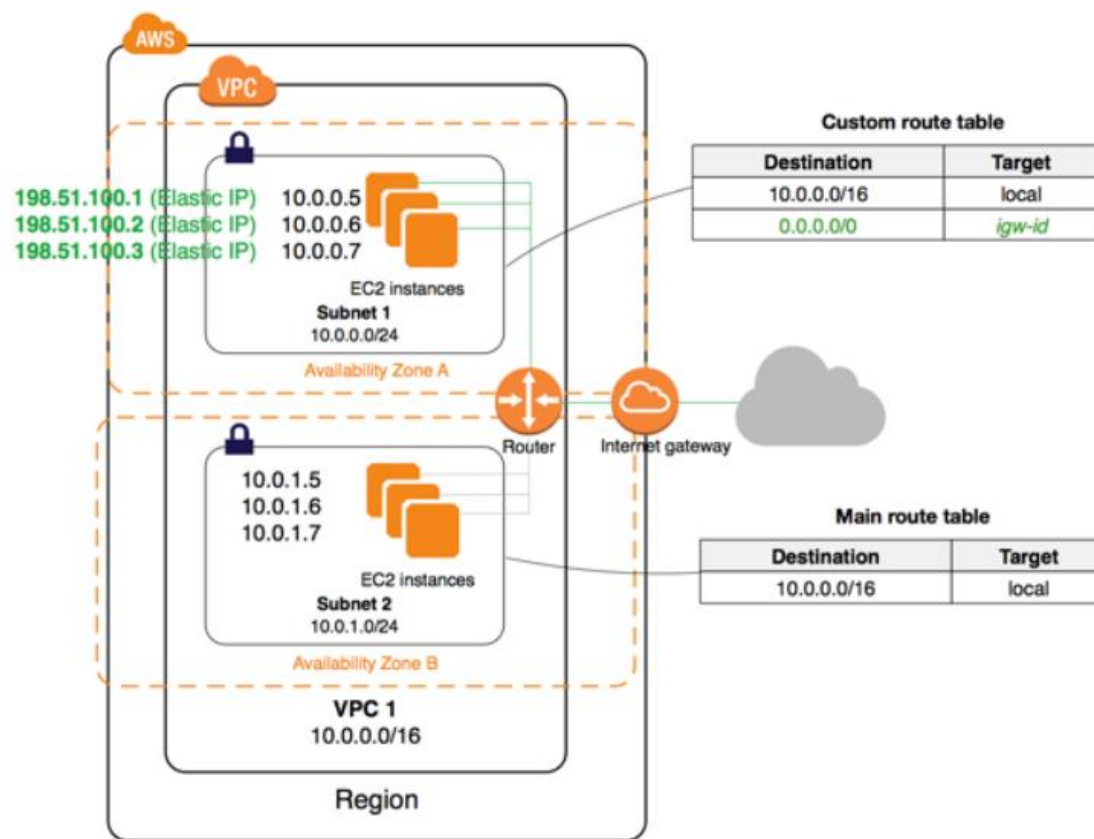 AWS
VPC
198.51.100.1 (Elastic IP) 10.0.0.5
198.51.100.2 (Elastic IP) 10.0.0.6
198.51.100.3 (Elastic IP) 10.0.0.7
EC2 instances
Subnet 1
10.0.0.0/24
Availability Zone A
Custom route table
Destination Target
10.0.0.0/16 local
0.0.0.0/0 igw-id
Router
Internet gateway
10.0.1.5
10.0.1.6
10.0.1.7
EC2 instances
Subnet 2
10.0.1.0/24
Availability Zone B
Main route table
Destination Target
10.0.0.0/16 local
VPC 1
10.0.0.0/16
Region